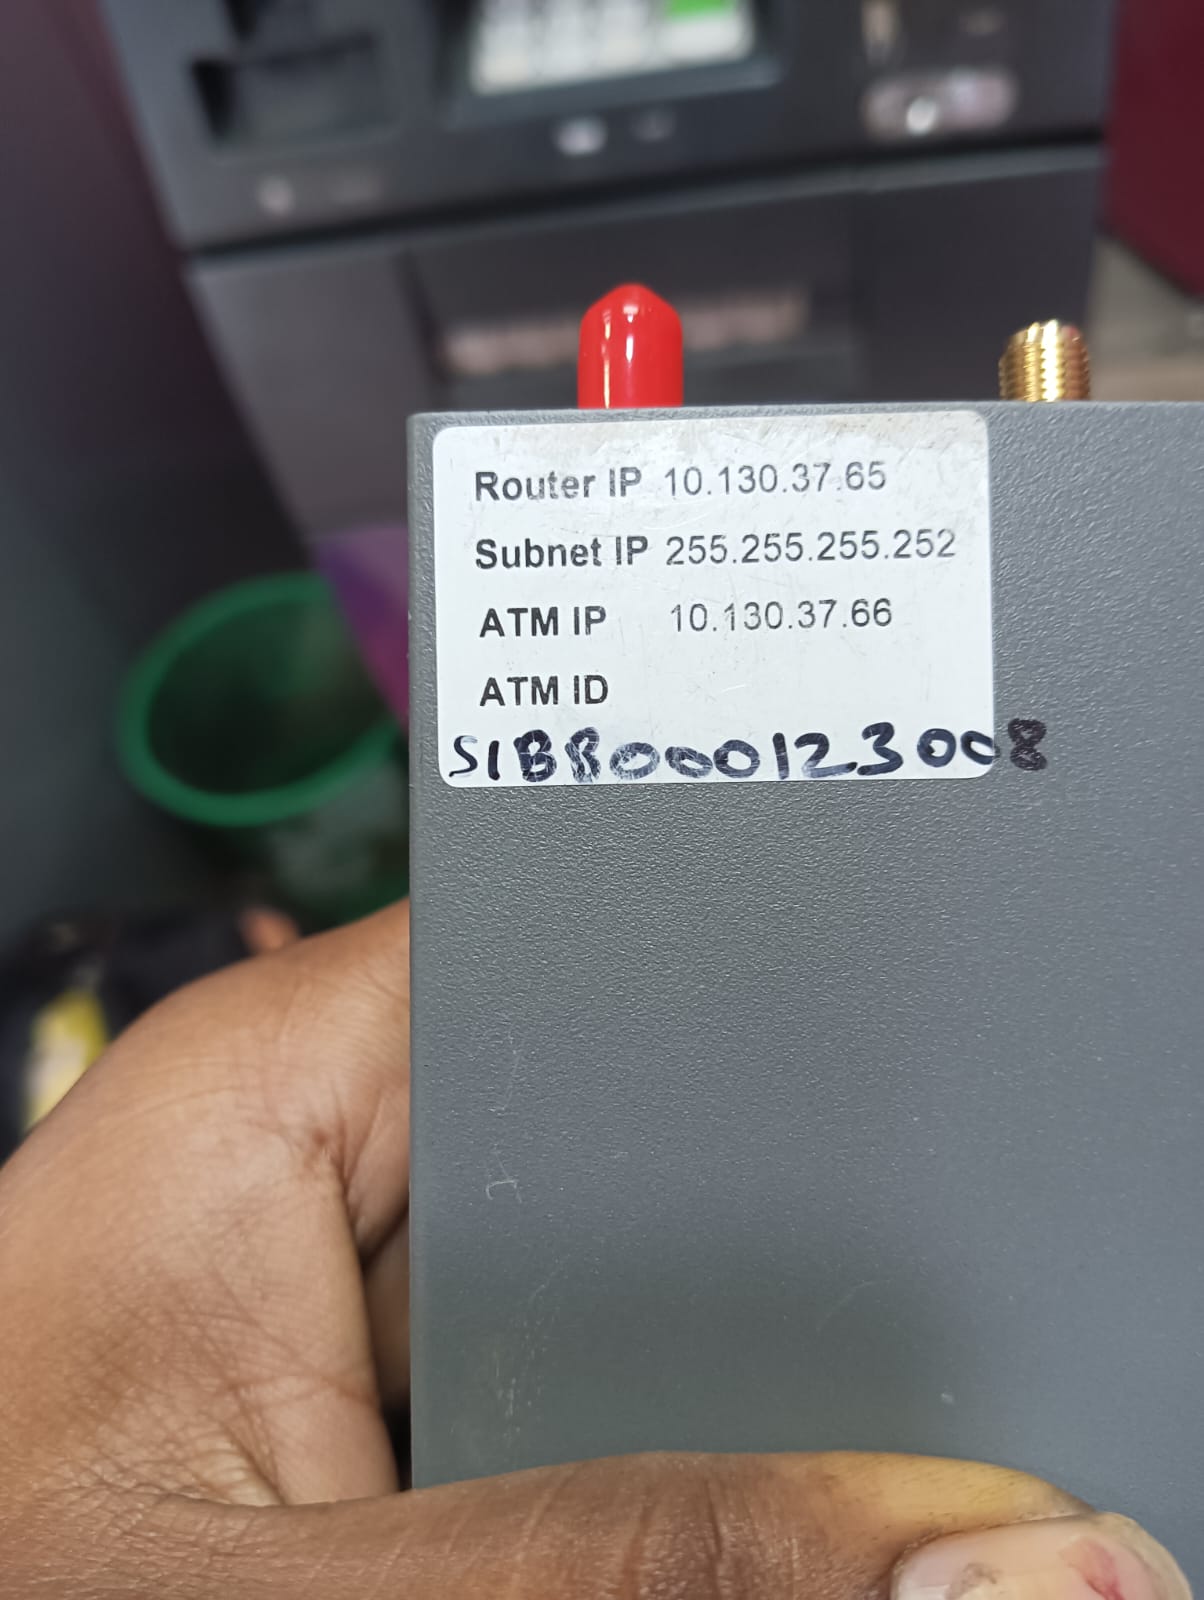 Router IP 10.130.37.65
Subnet IP 255.255.255.252
ATM IP 10.130.37.66
ATM ID
SIBB000123008